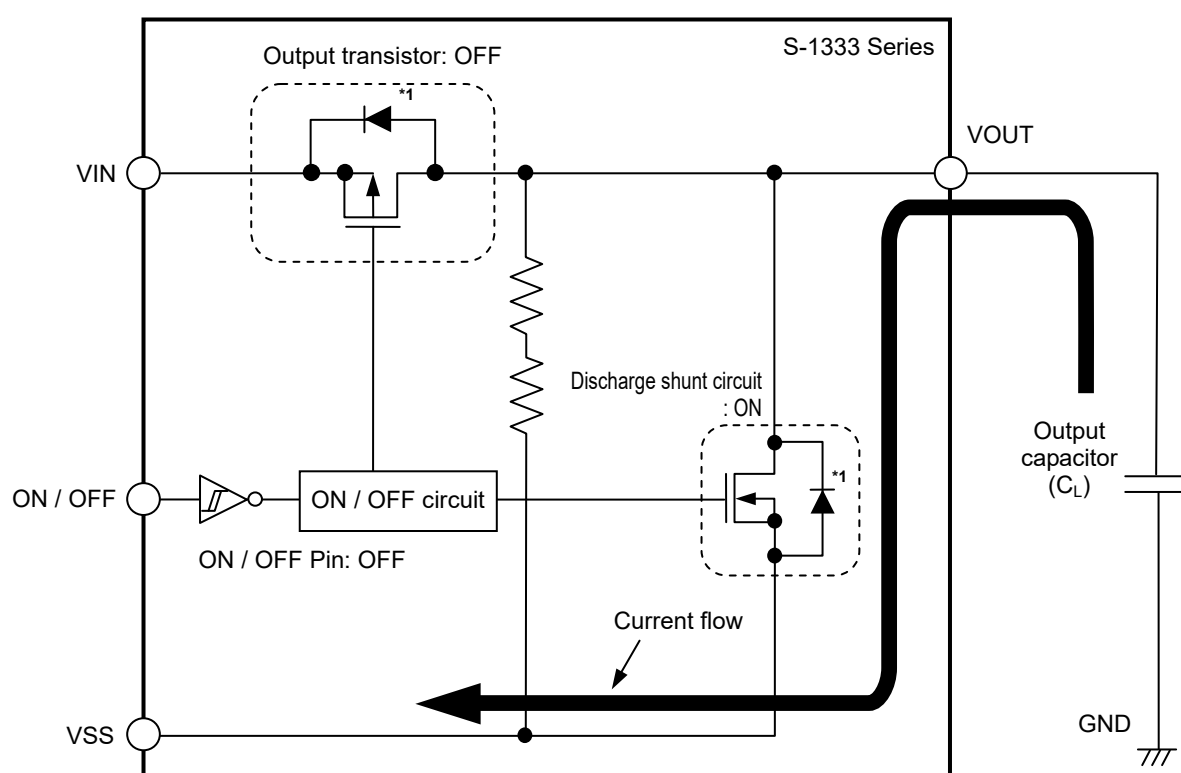 S-1333 Series
Output transistor: OFF
*1
VOUT
VIN
Discharge shunt circuit
: ON
*1
Output
capacitor
(CL)
ON / OFF
ON / OFF circuit
ON / OFF Pin: OFF
Current flow
GND
VSS